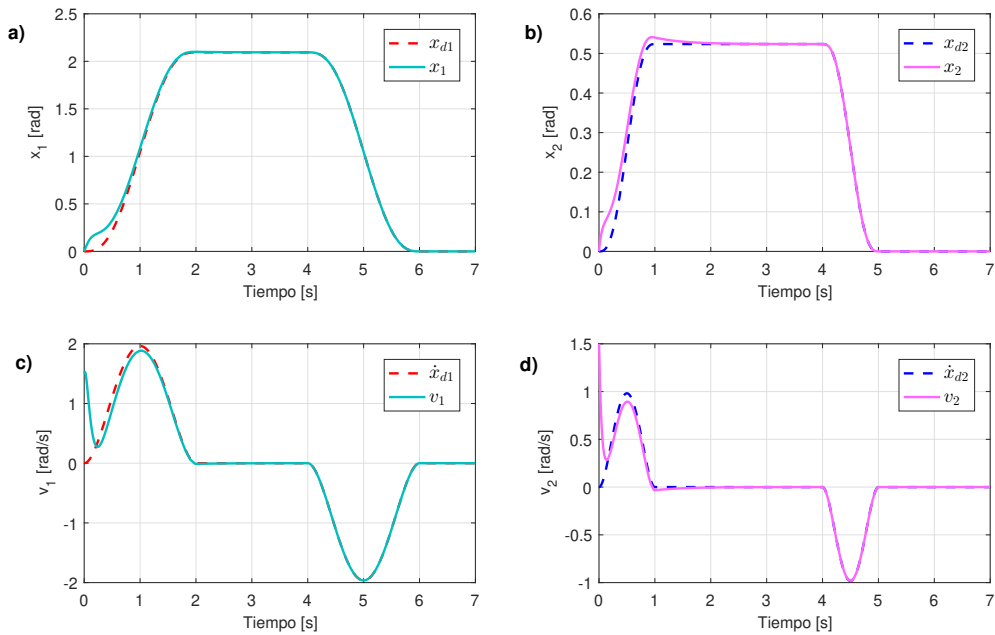 a)
2.5
2
1.5
1
0.5
0
x_1 [rad]
x_{d1}
x_1
0 1 2 3 4 5 6 7
Tiempo [s]
b)
0.6
0.5
0.4
0.3
0.2
0.1
0
x_2 [rad]
x_{d2}
x_2
0 1 2 3 4 5 6 7
Tiempo [s]
c)
2
1
0
-1
-2
v_1 [rad/s]
ẋ_{d1}
v_1
0 1 2 3 4 5 6 7
Tiempo [s]
d)
1.5
1
0.5
0
-0.5
-1
v_2 [rad/s]
ẋ_{d2}
v_2
0 1 2 3 4 5 6 7
Tiempo [s]